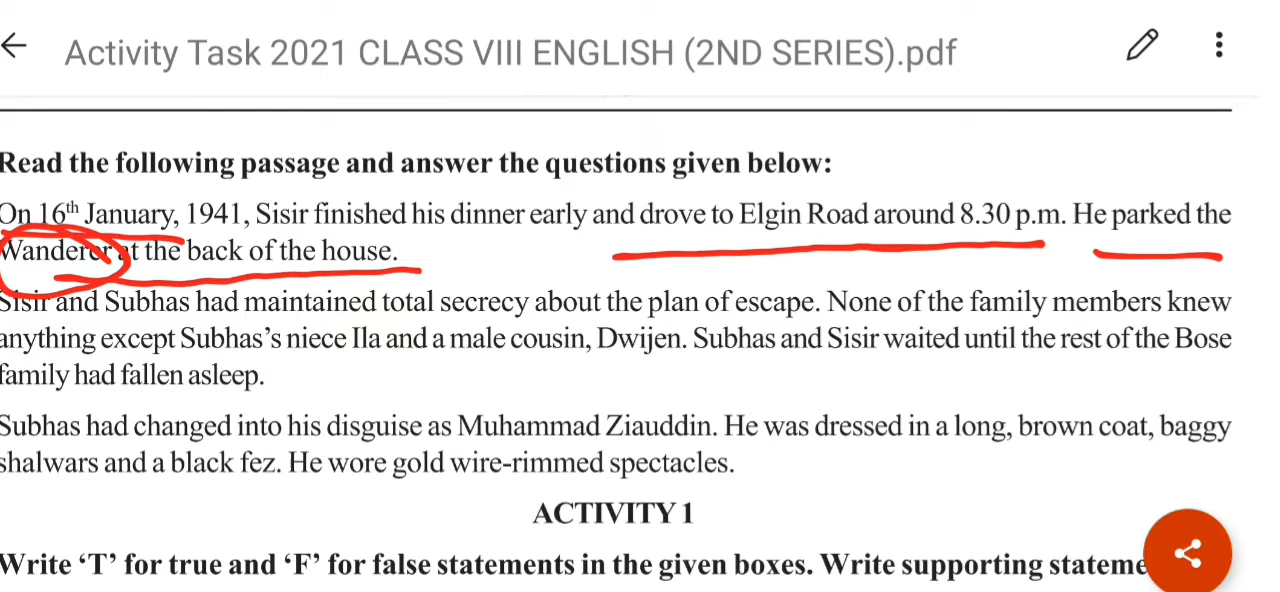 Activity Task 2021 CLASS VIII ENGLISH (2ND SERIES).pdf
Read the following passage and answer the questions given below:
On 16th January, 1941, Sisir finished his dinner early and drove to Elgin Road around 8.30 p.m. He parked the
Wanderer at the back of the house.
Sisir and Subhas had maintained total secrecy about the plan of escape. None of the family members knew
anything except Subhas’s niece Ila and a male cousin, Dwijen. Subhas and Sisir waited until the rest of the Bose
family had fallen asleep.
Subhas had changed into his disguise as Muhammad Ziauddin. He was dressed in a long, brown coat, baggy
shalwars and a black fez. He wore gold wire-rimmed spectacles.
ACTIVITY 1
Write ‘T’ for true and ‘F’ for false statements in the given boxes. Write supporting stateme